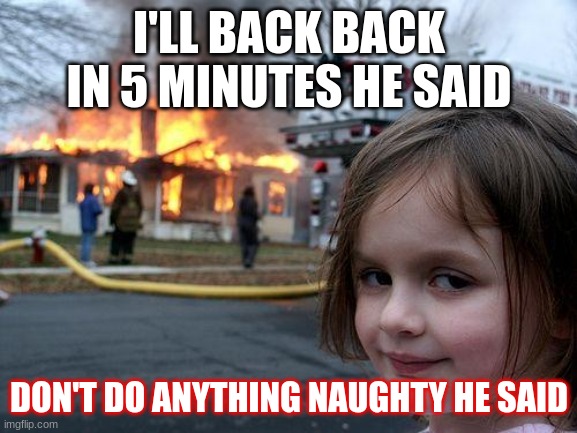 I'LL BACK BACK
IN 5 MINUTES HE SAID
DON'T DO ANYTHING NAUGHTY HE SAID
imgflip.com